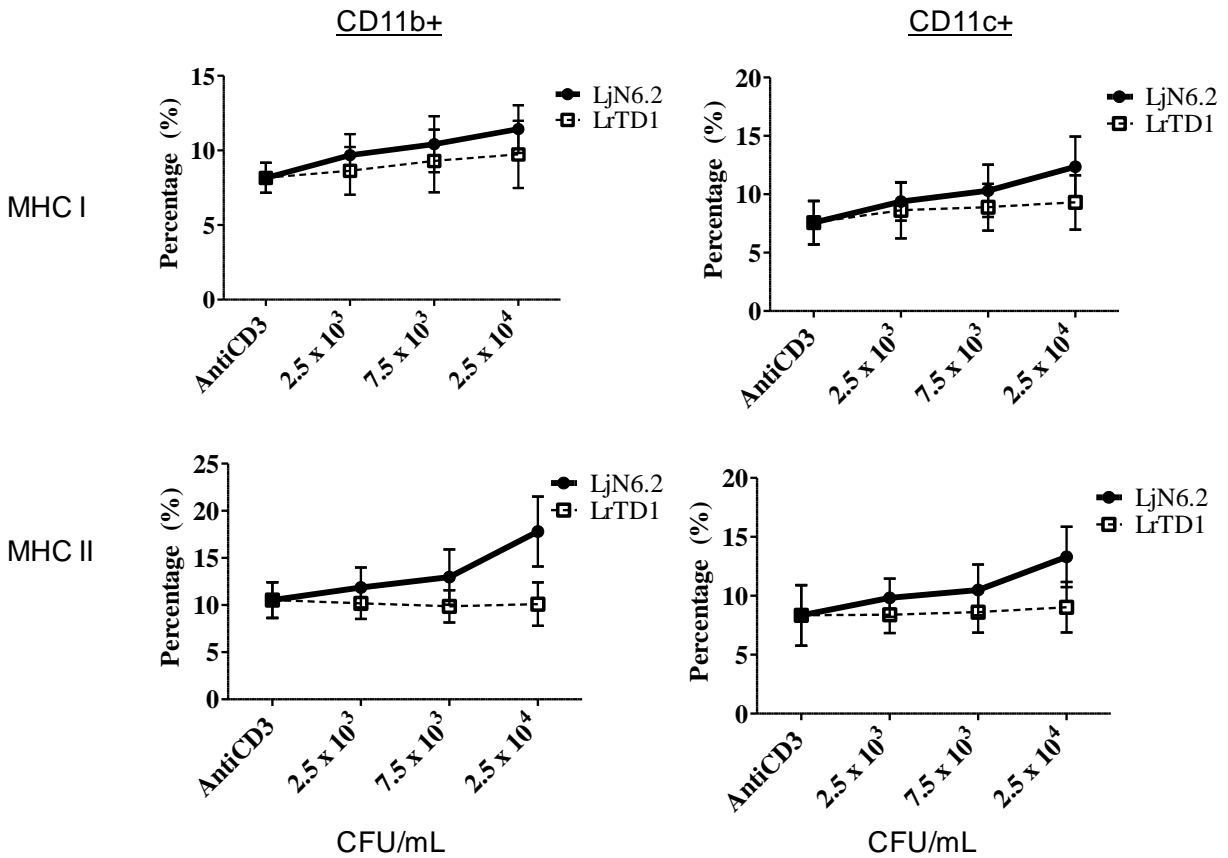 CD11b+
CD11c+
MHC I
Percentage (%)
15
10
5
0
LjN6.2
LrTD1
AntiCD3
2.5 x 10³
7.5 x 10³
2.5 x 10⁴
Percentage (%)
20
15
10
5
0
LjN6.2
LrTD1
AntiCD3
2.5 x 10³
7.5 x 10³
2.5 x 10⁴
MHC II
Percentage (%)
25
20
15
10
5
0
LjN6.2
LrTD1
AntiCD3
2.5 x 10³
7.5 x 10³
2.5 x 10⁴
CFU/mL
Percentage (%)
20
15
10
5
0
LjN6.2
LrTD1
AntiCD3
2.5 x 10³
7.5 x 10³
2.5 x 10⁴
CFU/mL